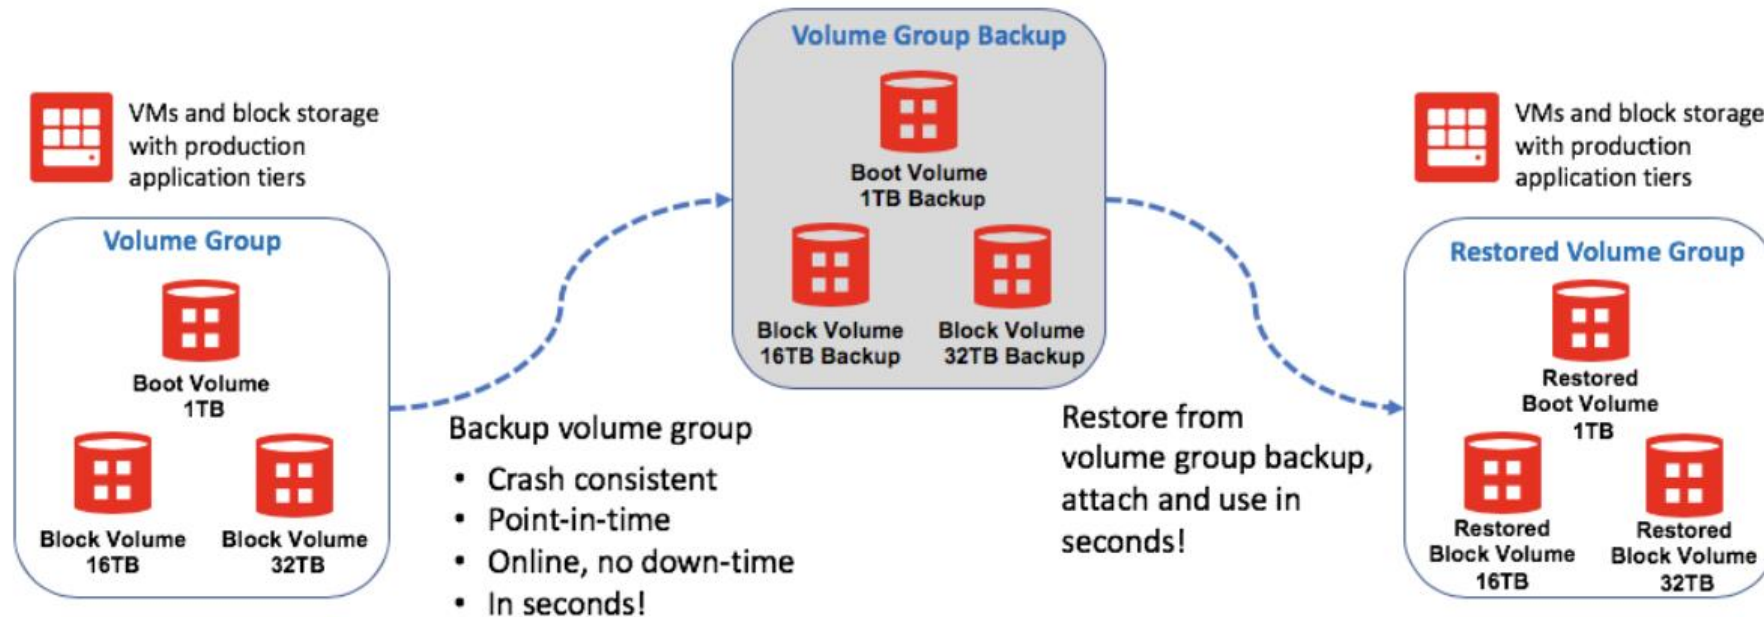 VMs and block storage
with production
application tiers
Volume Group
Boot Volume
1TB
Block Volume
16TB
Block Volume
32TB
Backup volume group
• Crash consistent
• Point-in-time
• Online, no down-time
• In seconds!
Volume Group Backup
Boot Volume
1TB Backup
Block Volume
16TB Backup
Block Volume
32TB Backup
Restore from
volume group backup,
attach and use in
seconds!
VMs and block storage
with production
application tiers
Restored Volume Group
Restored
Boot Volume
1TB
Restored
Block Volume
16TB
Restored
Block Volume
32TB